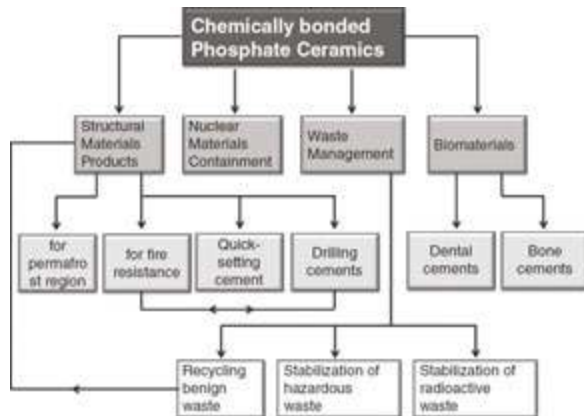 Chemically bonded
Phosphate Ceramics
Structural
Materials
Products
Nuclear
Materials
Containment
Waste
Management
Biomaterials
for
permafro
st region
for fire
resistance
Quick-
setting
cement
Drilling
cements
Dental
cements
Bone
cements
Recycling
benign
waste
Stabilization of
hazardous
waste
Stabilization of
radioactive
waste